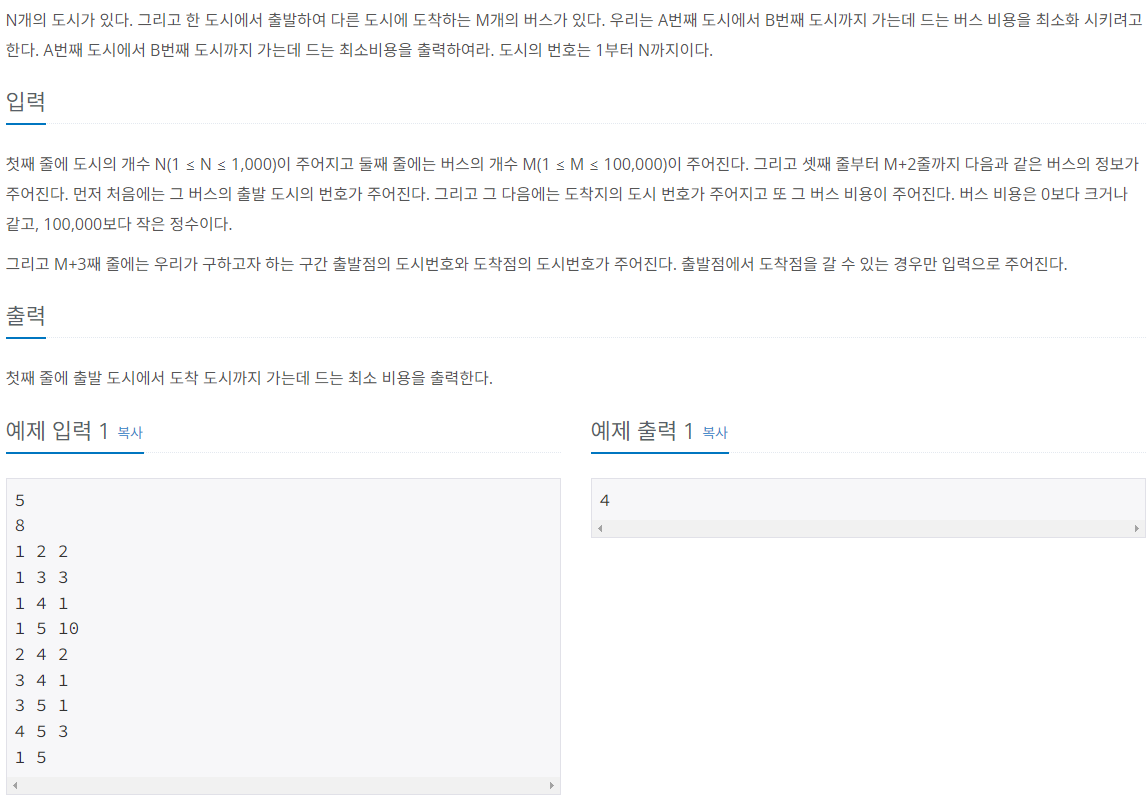 N개의 도시가 있다. 그리고 한 도시에서 출발하여 다른 도시에 도착하는 M개의 버스가 있다. 우리는 A번째 도시에서 B번째 도시까지 가는데 드는 버스 비용을 최소화 시키려고
한다. A번째 도시에서 B번째 도시까지 가는데 드는 최소비용을 출력하여라. 도시의 번호는 1부터 N까지이다.
입력
첫째 줄에 도시의 개수 N(1 ≤ N ≤ 1,000)이 주어지고 둘째 줄에는 버스의 개수 M(1 ≤ M ≤ 100,000)이 주어진다. 그리고 셋째 줄부터 M+2줄까지 다음과 같은 버스의 정보가
주어진다. 먼저 처음에는 그 버스의 출발 도시의 번호가 주어진다. 그리고 그 다음에는 도착지의 도시 번호가 주어지고 또 그 버스 비용이 주어진다. 버스 비용은 0보다 크거나
같고, 100,000보다 작은 정수이다.
그리고 M+3째 줄에는 우리가 구하고자 하는 구간 출발점의 도시번호와 도착점의 도시번호가 주어진다. 출발점에서 도착점을 갈 수 있는 경우만 입력으로 주어진다.
출력
첫째 줄에 출발 도시에서 도착 도시까지 가는데 드는 최소 비용을 출력한다.
예제 입력 1 복사
5
8
1 2 2
1 3 3
1 4 1
1 5 10
2 4 2
3 4 1
3 5 1
4 5 3
1 5
예제 출력 1 복사
4